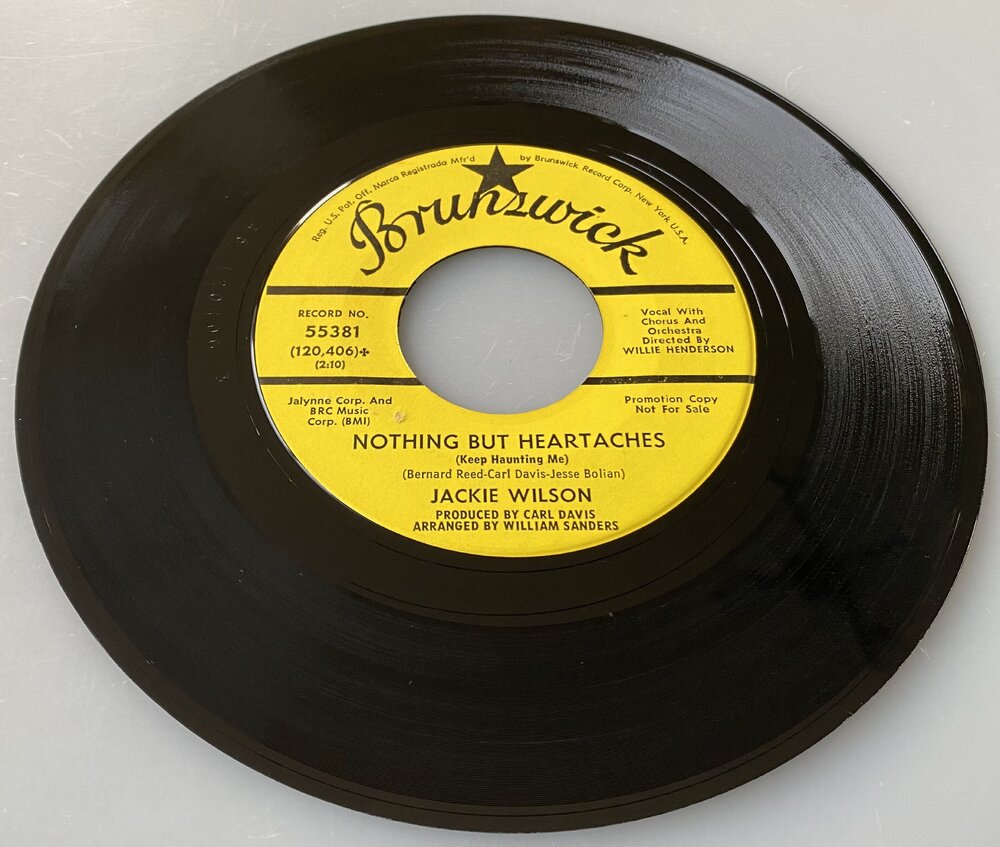 Reg. U.S. Pat. Off. Marca Registrada Mfr'd by Brunswick Record Corp. New York U.S.A.
Brunswick
RECORD NO.
55381
(120,406)✤
(2:10)
Vocal With
Chorus And
Orchestra
Directed By
WILLIE HENDERSON
Jalynne Corp. And
BRC Music
Corp. (BMI)
Promotion Copy
Not For Sale
NOTHING BUT HEARTACHES
(Keep Haunting Me)
(Bernard Reed-Carl Davis-Jesse Bolian)
JACKIE WILSON
PRODUCED BY CARL DAVIS
ARRANGED BY WILLIAM SANDERS